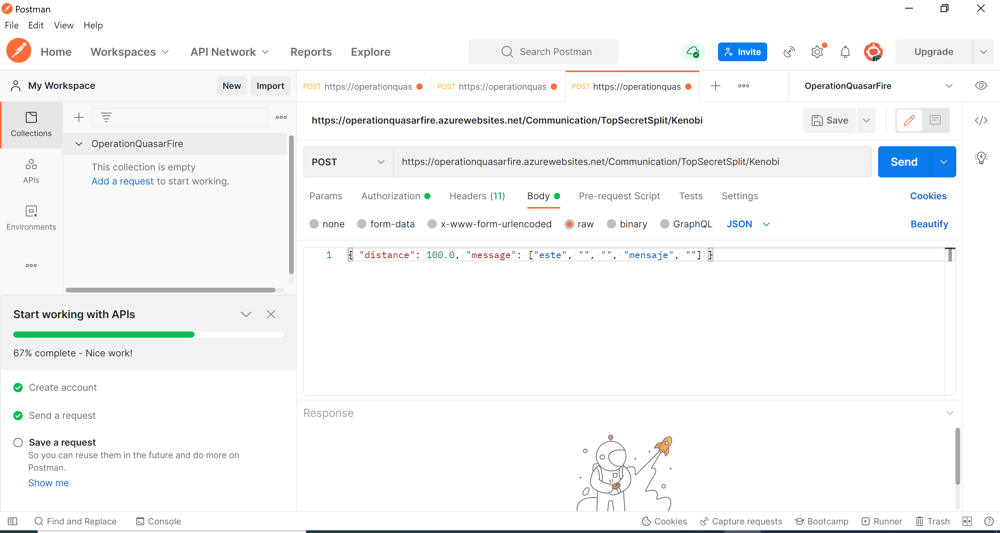 Postman
File Edit View Help
Home Workspaces API Network Reports Explore Search Postman Invite Upgrade
My Workspace New Import
POST https://operationquas POST https://operationquas POST https://operationquas OperationQuasarFire
Collections
APIs
Environments
OperationQuasarFire
This collection is empty
Add a request to start working.
https://operationquasarfire.azurewebsites.net/Communication/TopSecretSplit/Kenobi Save
POST https://operationquasarfire.azurewebsites.net/Communication/TopSecretSplit/Kenobi Send
Params Authorization Headers (11) Body Pre-request Script Tests Settings Cookies
none form-data x-www-form-urlencoded raw binary GraphQL JSON Beautify
1 { "distance": 100.0, "message": ["este", "", "", "mensaje", ""] }
Start working with APIs
67% complete - Nice work!
Create account
Send a request
Save a request
So you can reuse them in the future and do more on
Postman.
Show me
Response
Find and Replace Console Cookies Capture requests Bootcamp Runner Trash